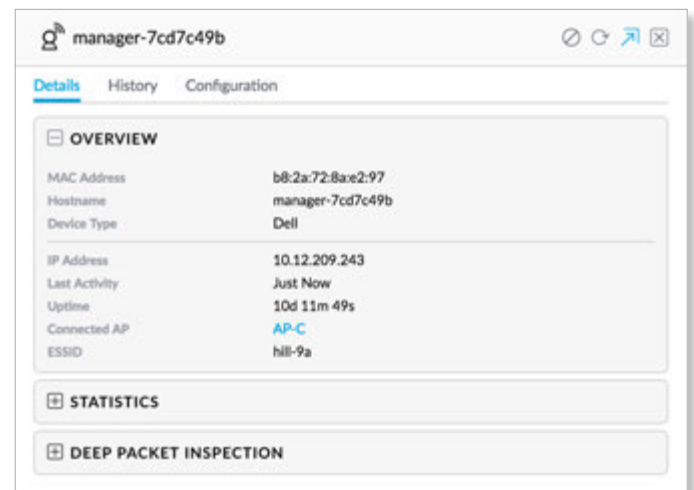 manager-7cd7c49b
Details History Configuration
OVERVIEW
MAC Address b8:2a:72:8a:e2:97
Hostname manager-7cd7c49b
Device Type Dell
IP Address 10.12.209.243
Last Activity Just Now
Uptime 10d 11m 49s
Connected AP AP-C
ESSID hill-9a
STATISTICS
DEEP PACKET INSPECTION